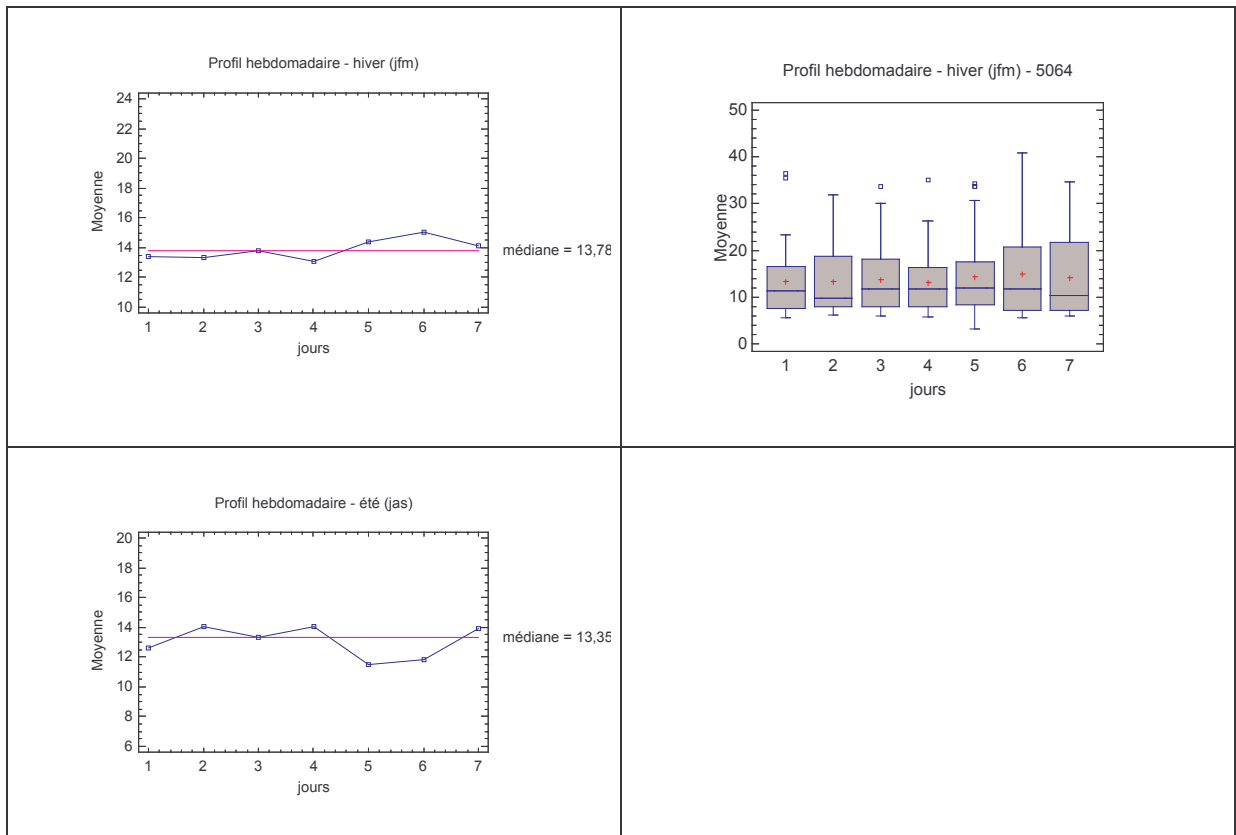 Profil hebdomadaire - hiver (jfm)
24
22
20
18
16
14
12
10
Moyenne
médiane = 13,78
1 2 3 4 5 6 7
jours
Profil hebdomadaire - hiver (jfm) - 5064
50
40
30
20
10
0
Moyenne
1 2 3 4 5 6 7
jours
Profil hebdomadaire - été (jas)
20
18
16
14
12
10
8
6
Moyenne
médiane = 13,35
1 2 3 4 5 6 7
jours